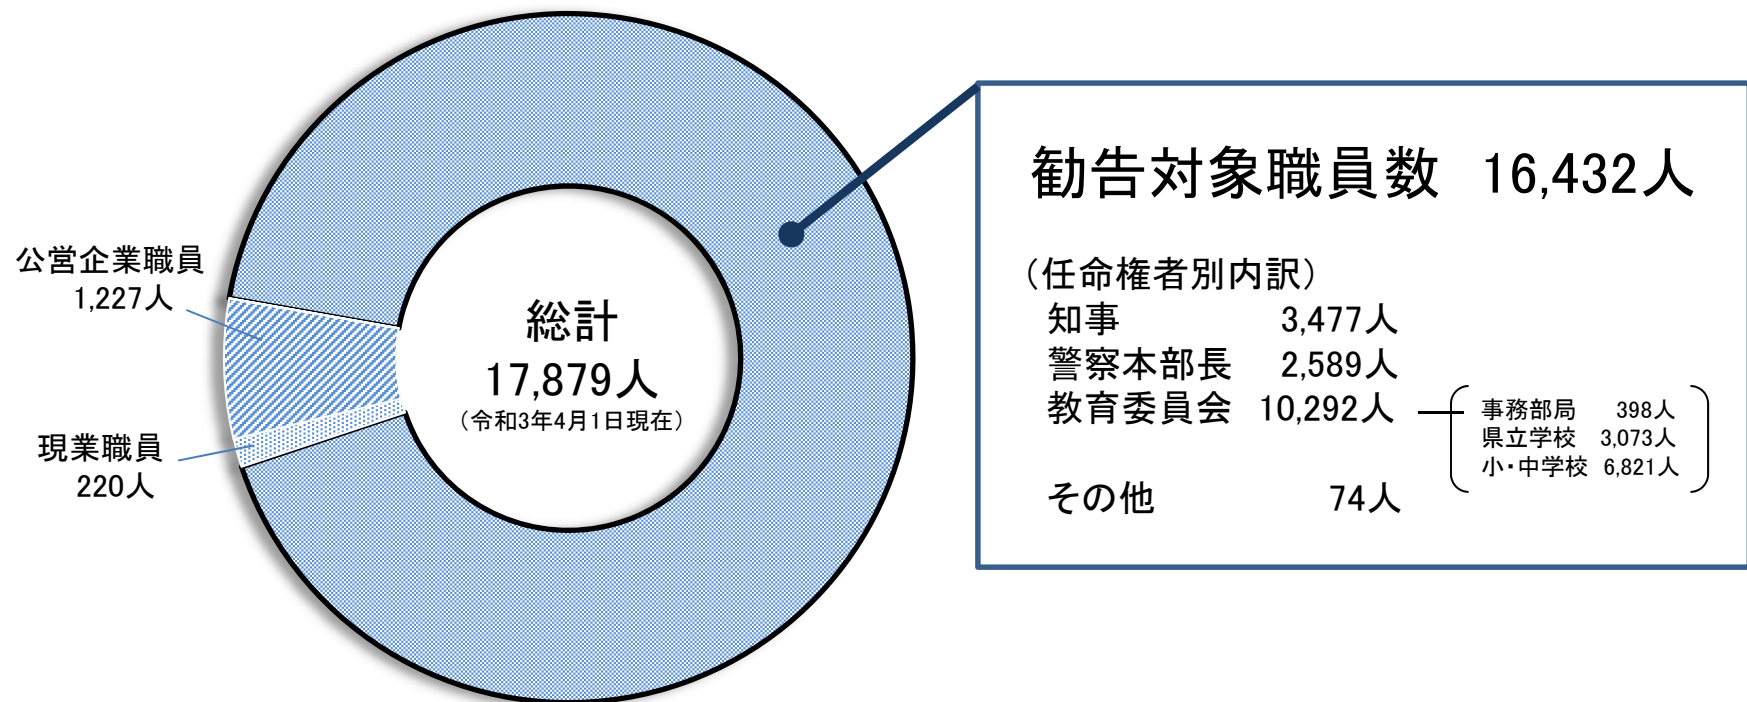 公営企業職員
1,227人
現業職員
220人
総計
17,879人
（令和3年4月1日現在）
勧告対象職員数 16,432人
（任命権者別内訳）
知事 3,477人
警察本部長 2,589人
教育委員会 10,292人
事務部局 398人
県立学校 3,073人
小・中学校 6,821人
その他 74人